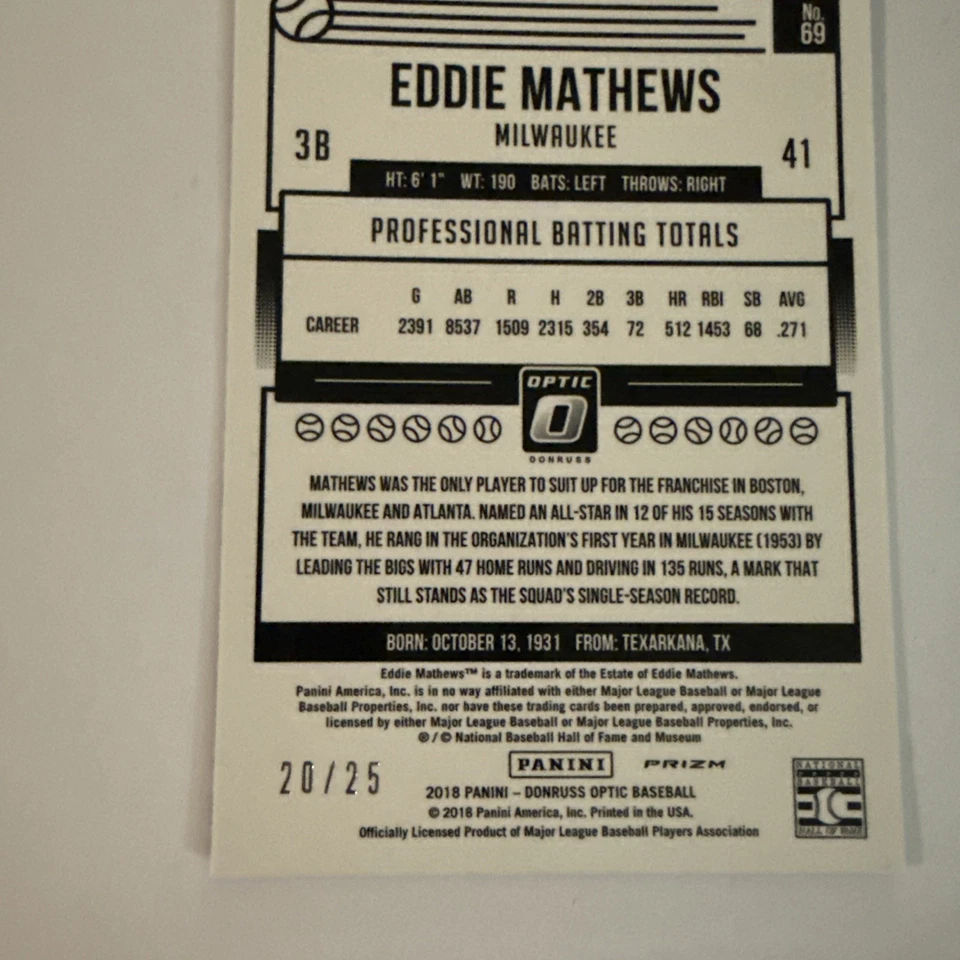 No.
69
EDDIE MATHEWS
MILWAUKEE
3B
41
HT: 6' 1" WT: 190 BATS: LEFT THROWS: RIGHT
PROFESSIONAL BATTING TOTALS
G AB R H 2B 3B HR RBI SB AVG
CAREER 2391 8537 1509 2315 354 72 512 1453 68 .271
OPTIC
O
DONRUSS
MATHEWS WAS THE ONLY PLAYER TO SUIT UP FOR THE FRANCHISE IN BOSTON,
MILWAUKEE AND ATLANTA. NAMED AN ALL-STAR IN 12 OF HIS 15 SEASONS WITH
THE TEAM, HE RANG IN THE ORGANIZATION'S FIRST YEAR IN MILWAUKEE (1953) BY
LEADING THE BIGS WITH 47 HOME RUNS AND DRIVING IN 135 RUNS, A MARK THAT
STILL STANDS AS THE SQUAD'S SINGLE-SEASON RECORD.
BORN: OCTOBER 13, 1931 FROM: TEXARKANA, TX
Eddie Mathews™ is a trademark of the Estate of Eddie Mathews.
Panini America, Inc. is in no way affiliated with either Major League Baseball or Major League
Baseball Properties, Inc. nor have these trading cards been prepared, approved, endorsed, or
licensed by either Major League Baseball or Major League Baseball Properties, Inc.
® / © National Baseball Hall of Fame and Museum
20/25
PANINI PRIZM
2018 PANINI – DONRUSS OPTIC BASEBALL
© 2018 Panini America, Inc. Printed in the USA.
Officially Licensed Product of Major League Baseball Players Association
NATIONAL
BASEBALL
HALL OF FAME